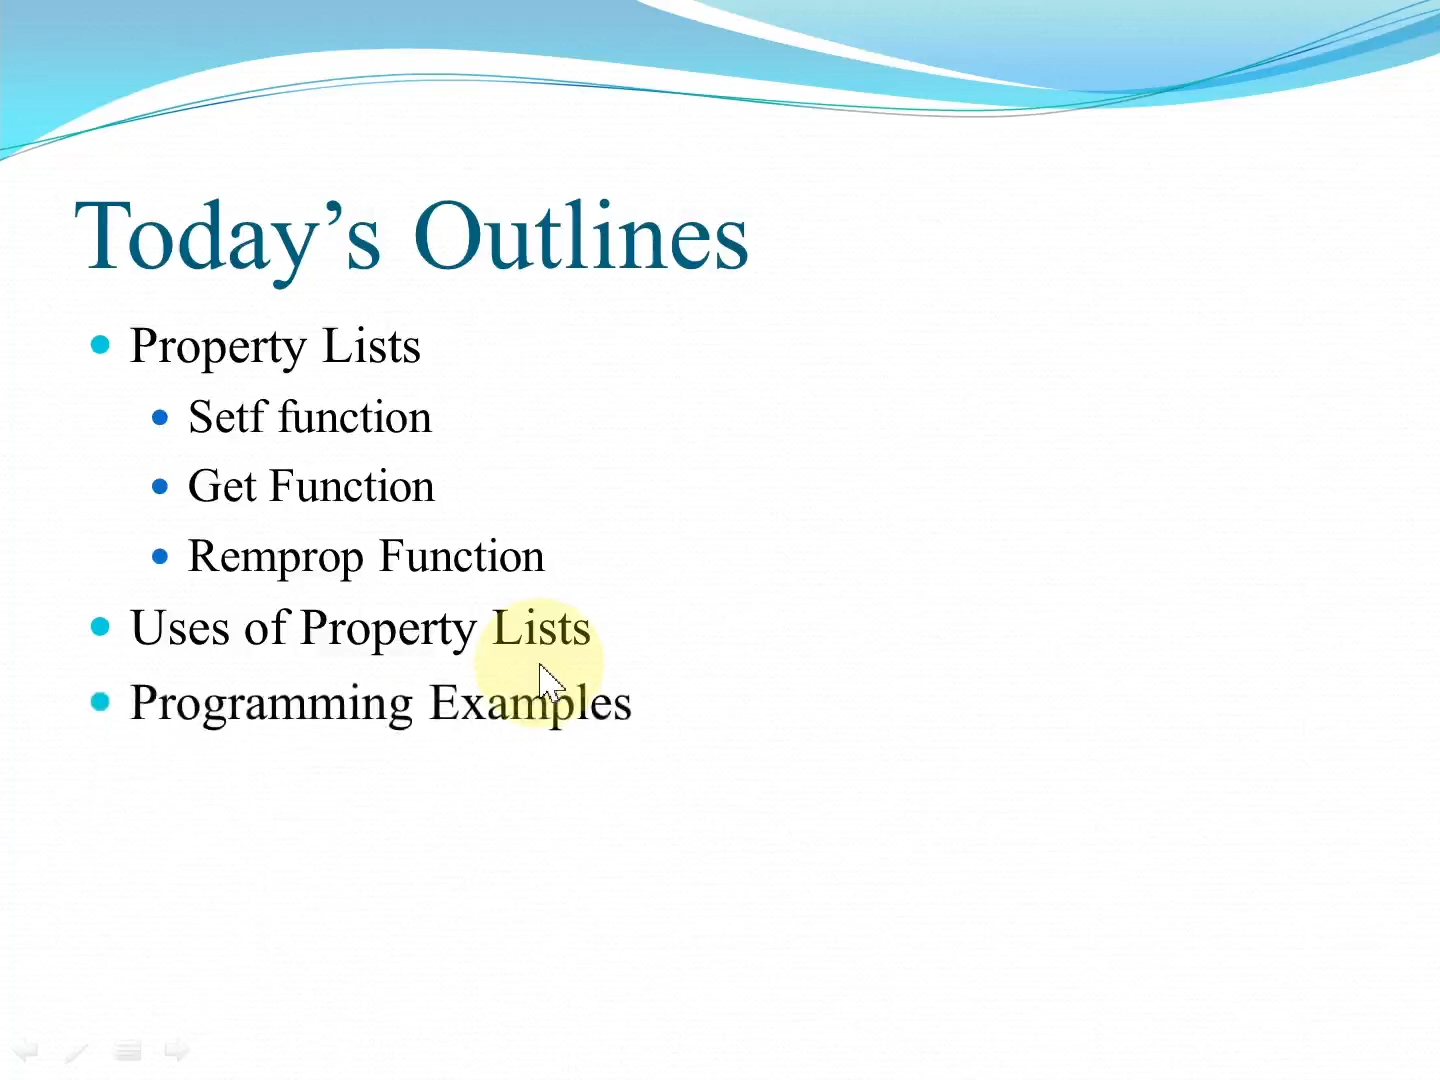 Today’s Outlines
Property Lists
Setf function
Get Function
Remprop Function
Uses of Property Lists
Programming Examples